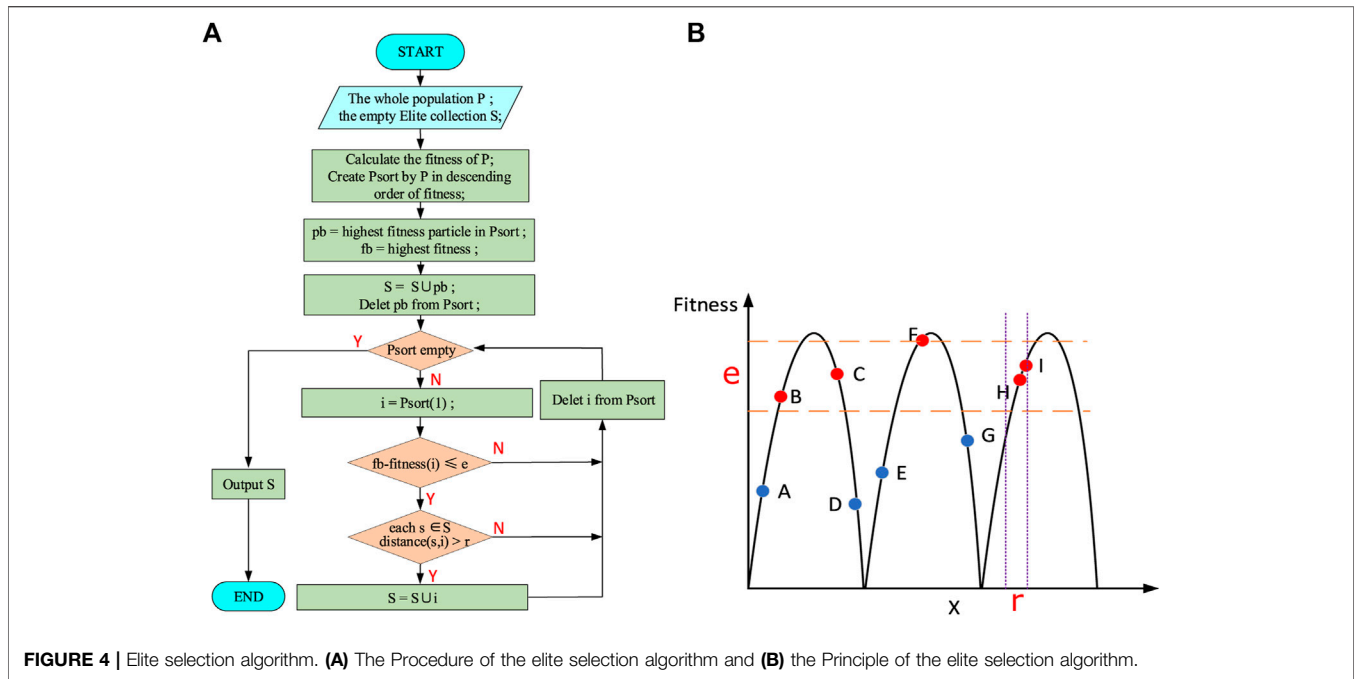 A
START
The whole population P ;
the empty Elite collection S;
Calculate the fitness of P;
Create Psort by P in descending
order of fitness;
pb = highest fitness particle in Psort ;
fb = highest fitness ;
S = S∪pb ;
Delet pb from Psort ;
Y
Psort empty
N
i = Psort(1) ;
Delet i from Psort
fb-fitness(i) ≤ e
N
Y
Output S
each s ∈ S
distance(s,i) > r
N
Y
S = S∪i
END
B
Fitness
e
F
C
B
I
H
G
E
A
D
X
r
FIGURE 4 | Elite selection algorithm. (A) The Procedure of the elite selection algorithm and (B) the Principle of the elite selection algorithm.